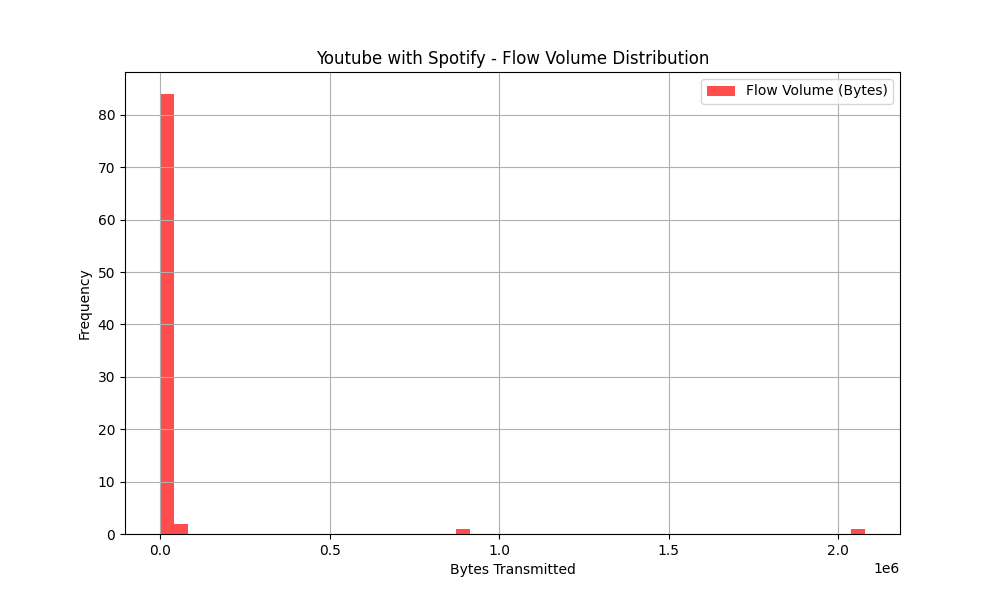 Youtube with Spotify - Flow Volume Distribution
Flow Volume (Bytes)
80
70
60
50
40
30
20
10
0
Frequency
0.0 0.5 1.0 1.5 2.0
1e6
Bytes Transmitted